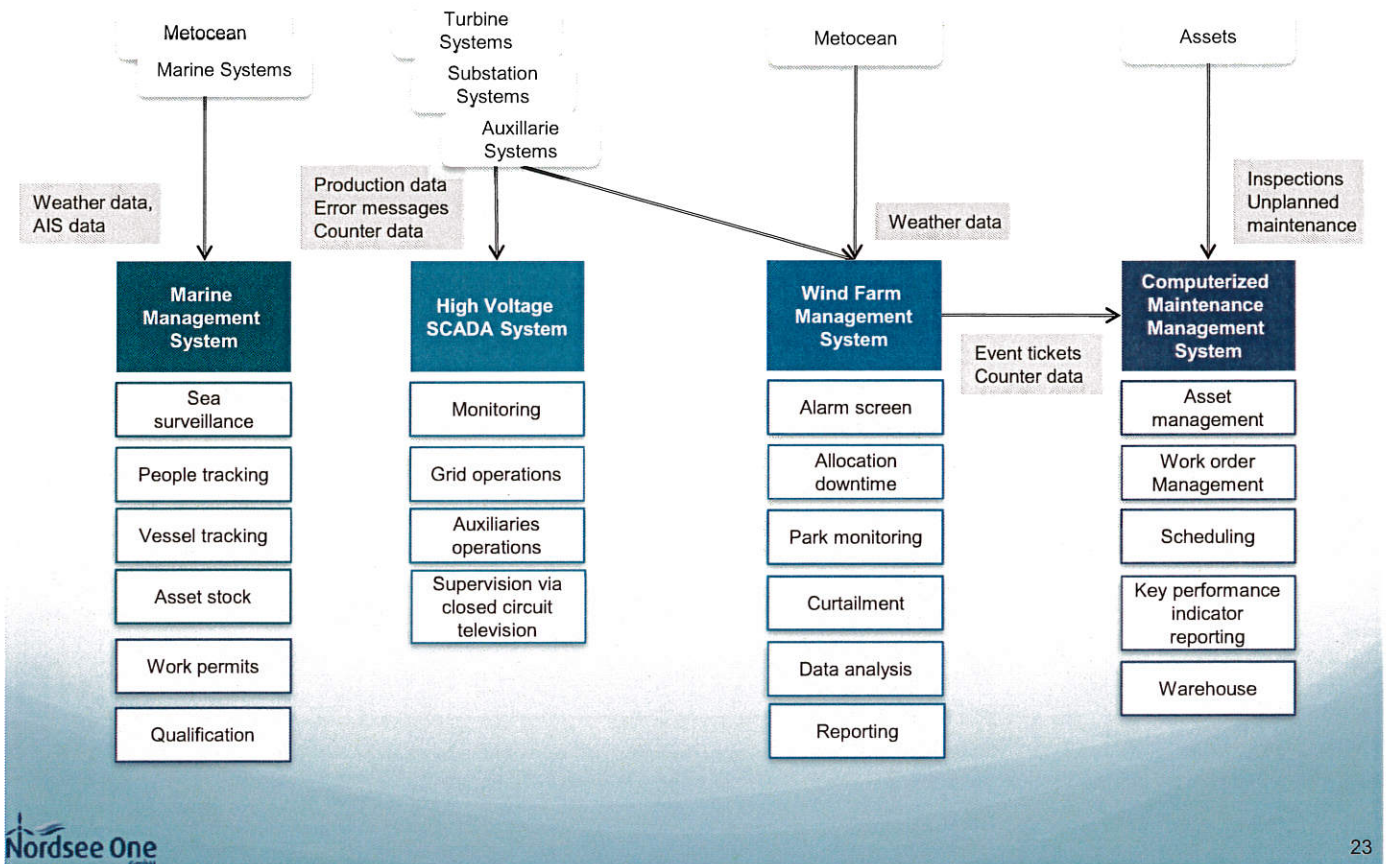 Metocean
Marine Systems
Turbine
Systems
Substation
Systems
Auxillarie
Systems
Metocean
Assets
Weather data,
AIS data
Production data
Error messages
Counter data
Weather data
Inspections
Unplanned
maintenance
Marine
Management
System
High Voltage
SCADA System
Wind Farm
Management
System
Computerized
Maintenance
Management
System
Event tickets
Counter data
Sea
surveillance
People tracking
Vessel tracking
Asset stock
Work permits
Qualification
Monitoring
Grid operations
Auxiliaries
operations
Supervision via
closed circuit
television
Alarm screen
Allocation
downtime
Park monitoring
Curtailment
Data analysis
Reporting
Asset
management
Work order
Management
Scheduling
Key performance
indicator
reporting
Warehouse
Nordsee One
23